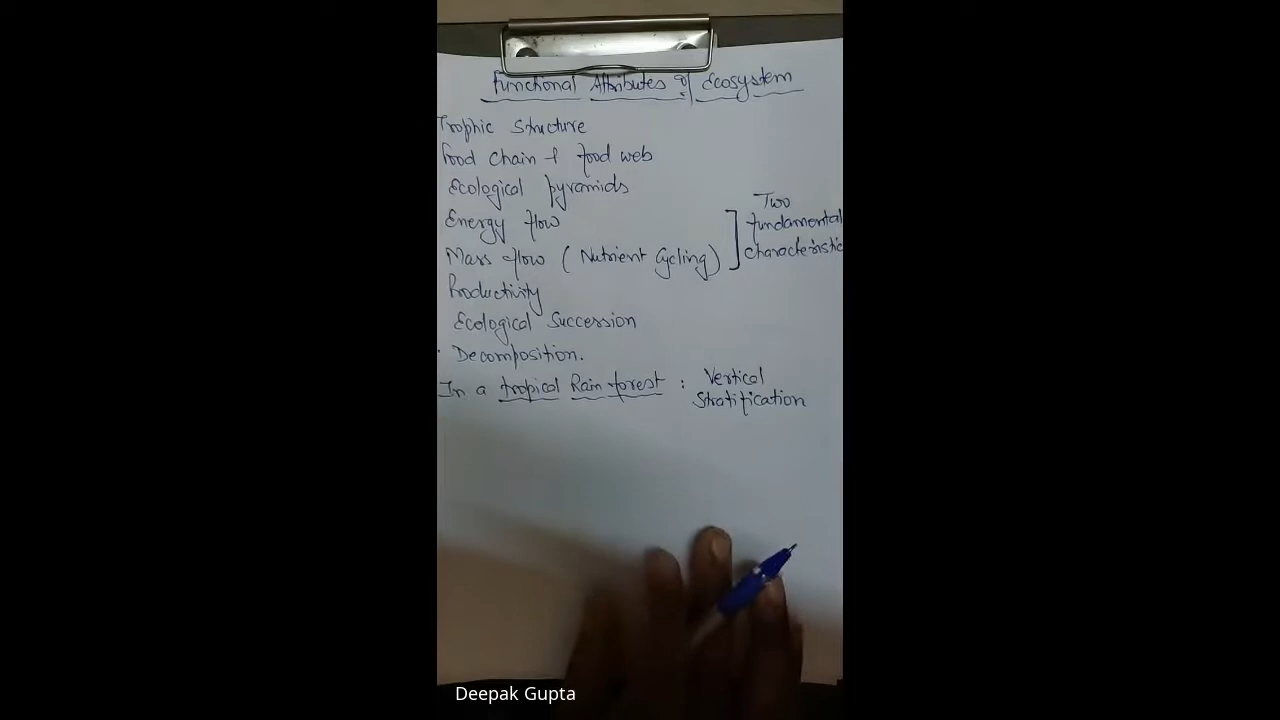 Functional Attributes of Ecosystem
Trophic Structure
Food Chain & food web
Ecological pyramids
Energy flow
Mass flow ( Nutrient Cycling)
Two
fundamental
characteristic
Productivity
Ecological Succession
Decomposition.
In a tropical Rain forest : Vertical
Stratification
Deepak Gupta